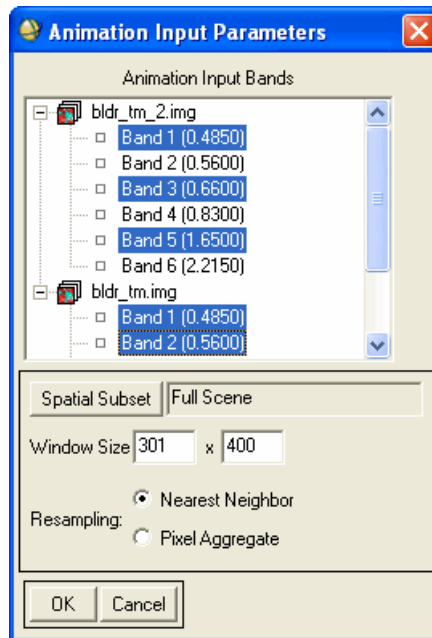 Animation Input Parameters
Animation Input Bands
bldr_tm_2.img
Band 1 (0.4850)
Band 2 (0.5600)
Band 3 (0.6600)
Band 4 (0.8300)
Band 5 (1.6500)
Band 6 (2.2150)
bldr_tm.img
Band 1 (0.4850)
Band 2 (0.5600)
Spatial Subset Full Scene
Window Size 301 x 400
Resampling: Nearest Neighbor
Pixel Aggregate
OK Cancel